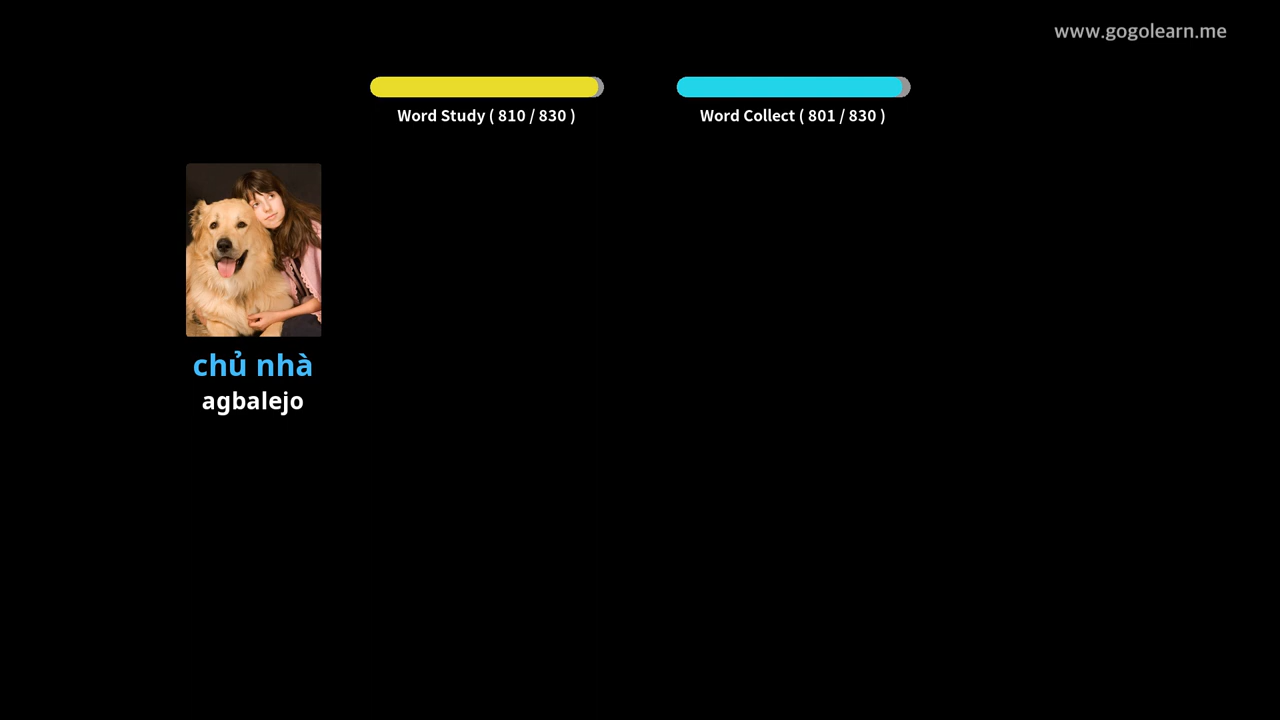 www.gogolearn.me
Word Study ( 810 / 830 )
Word Collect ( 801 / 830 )
chủ nhà
agbalejo